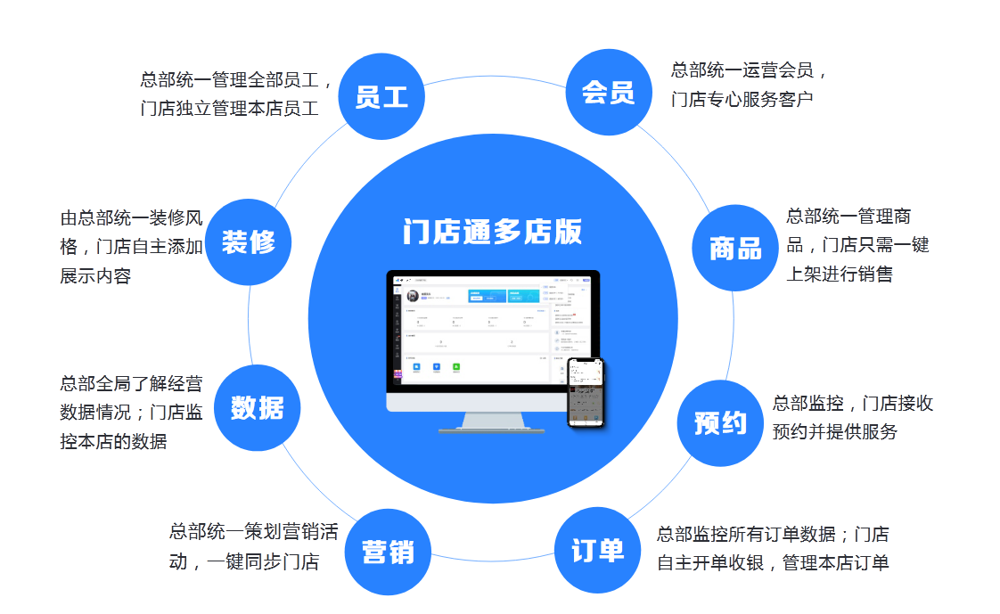 总部统一管理全部员工，
门店独立管理本店员工
员工
会员
总部统一运营会员，
门店专心服务客户
由总部统一装修风
格，门店自主添加
展示内容
装修
门店通多店版
商品
总部统一管理商
品，门店只需一键
上架进行销售
总部全局了解经营
数据情况；门店监
控本店的数据
数据
预约
总部监控，门店接收
预约并提供服务
总部统一策划营销活
动，一键同步门店
营销
订单
总部监控所有订单数据；门店
自主开单收银，管理本店订单